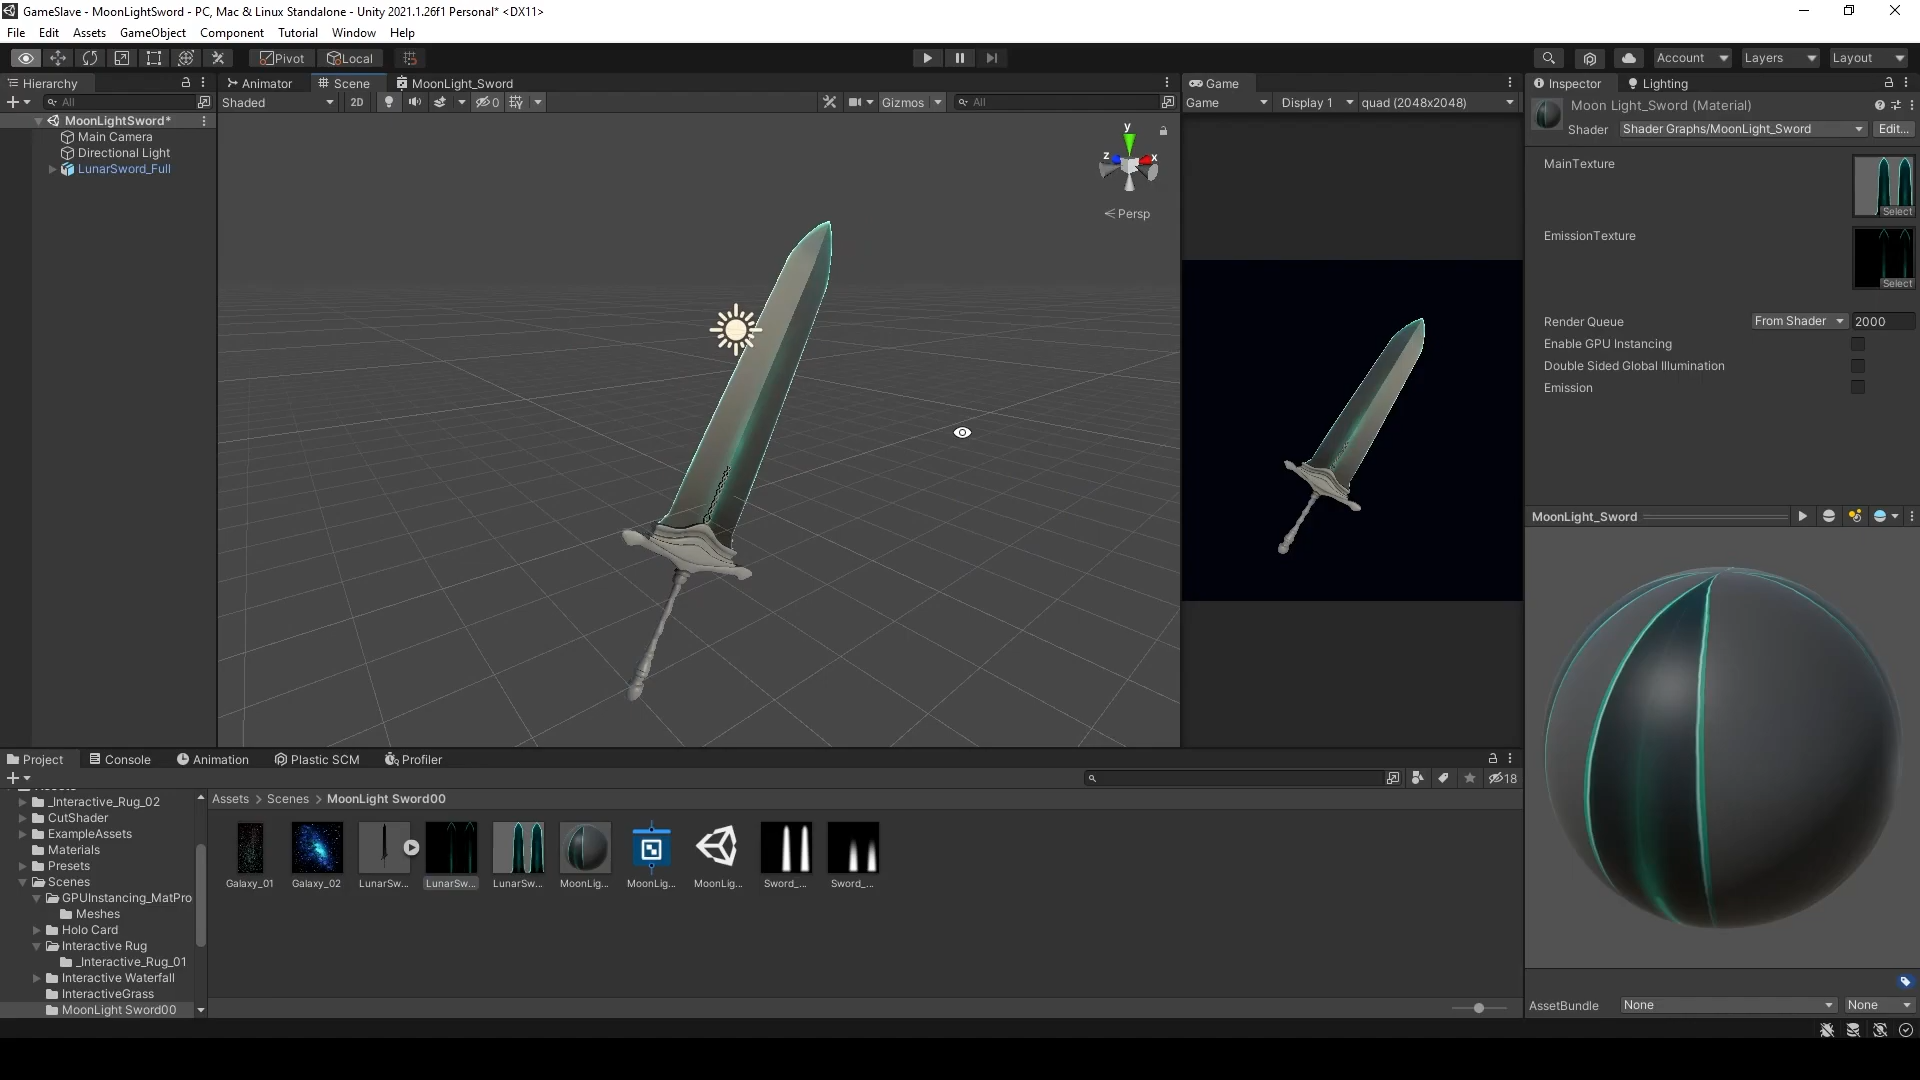 GameSlave - MoonLightSword - PC, Mac & Linux Standalone - Unity 2021.1.26f1 Personal* <DX11>
File Edit Assets GameObject Component Tutorial Window Help
Pivot Local Account Layers Layout
Hierarchy
All
MoonLightSword*
Main Camera
Directional Light
LunarSword_Full
Animator Scene MoonLight_Sword
Shaded 2D 0 Gizmos All
y
z x
Persp
Game
Game Display 1 quad (2048x2048)
Inspector Lighting
Moon Light_Sword (Material)
Shader Shader Graphs/MoonLight_Sword Edit...
MainTexture
Select
EmissionTexture
Select
Render Queue From Shader 2000
Enable GPU Instancing
Double Sided Global Illumination
Emission
MoonLight_Sword
AssetBundle None None
Project Console Animation Plastic SCM Profiler
18
_Interactive_Rug_02
CutShader
ExampleAssets
Materials
Presets
Scenes
GPUInstancing_MatPro
Meshes
Holo Card
Interactive Rug
_Interactive_Rug_01
Interactive Waterfall
InteractiveGrass
MoonLight Sword00
Assets > Scenes > MoonLight Sword00
Galaxy_01 Galaxy_02 LunarSw... LunarSw... LunarSw... MoonLig... MoonLig... MoonLig... Sword_... Sword_...